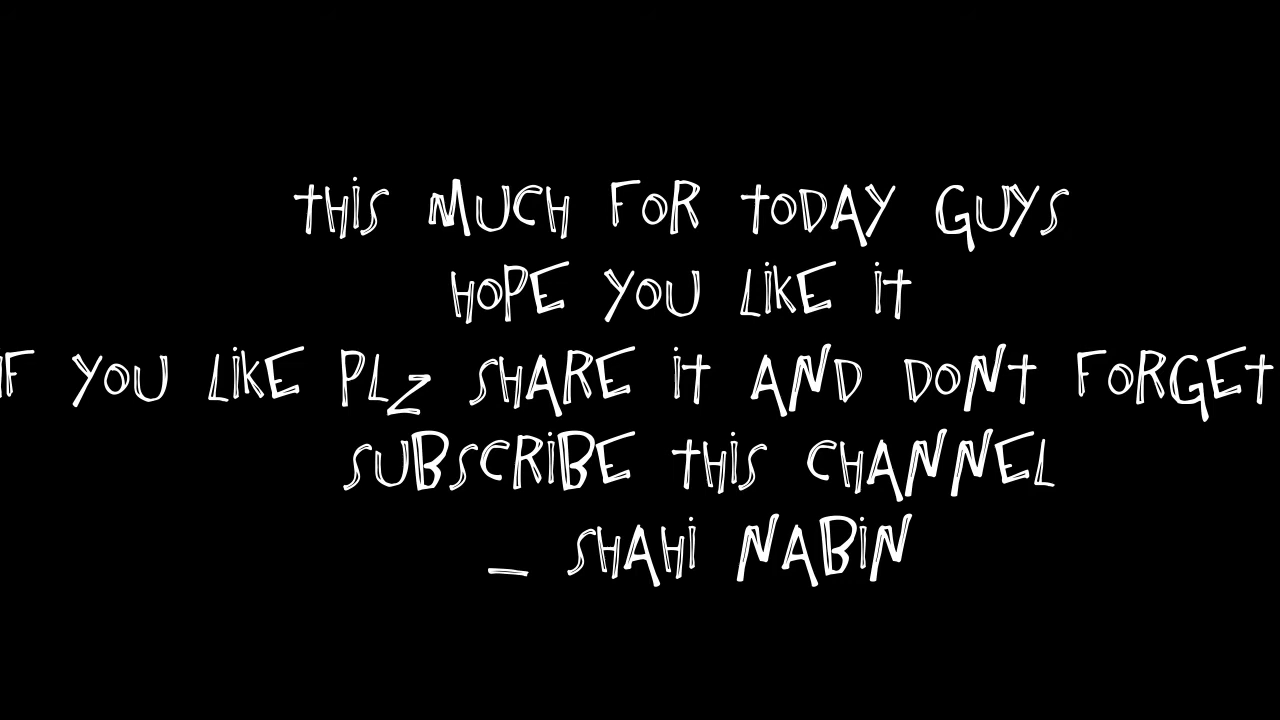 THiS MUCH FOR TODAY GUYS
HOPE YOU LiKE iT
iF YOU LiKE PLZ SHARE iT AND DONT FORGET
SUBSCRiBE THiS CHANNEL
_ SHAHi NABiN